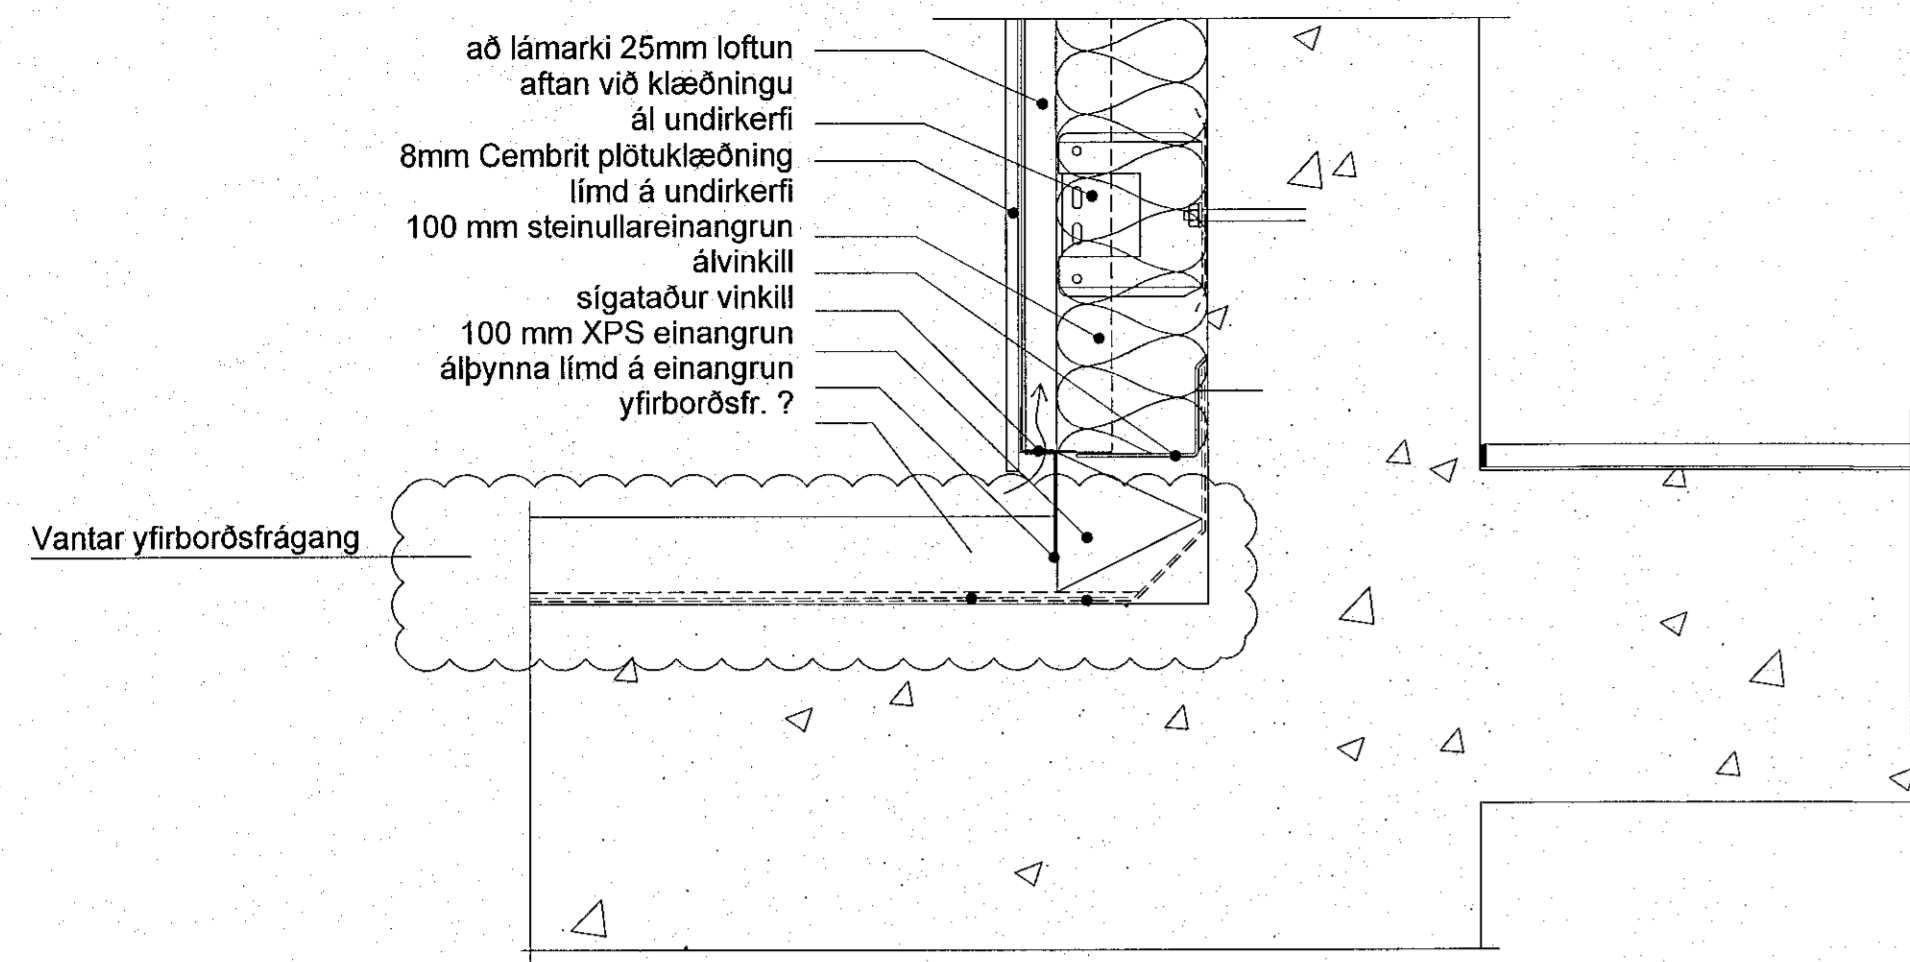 að lámarki 25mm loftun
aftan við klæðningu
ál undirkerfi
8mm Cembrit plötuklæðning
límd á undirkerfi
100 mm steinullareinangrun
álvinkill
sígataður vinkill
100 mm XPS einangrun
álþynna límd á einangrun
yfirborðsfr. ?
Vantar yfirborðsfrágang